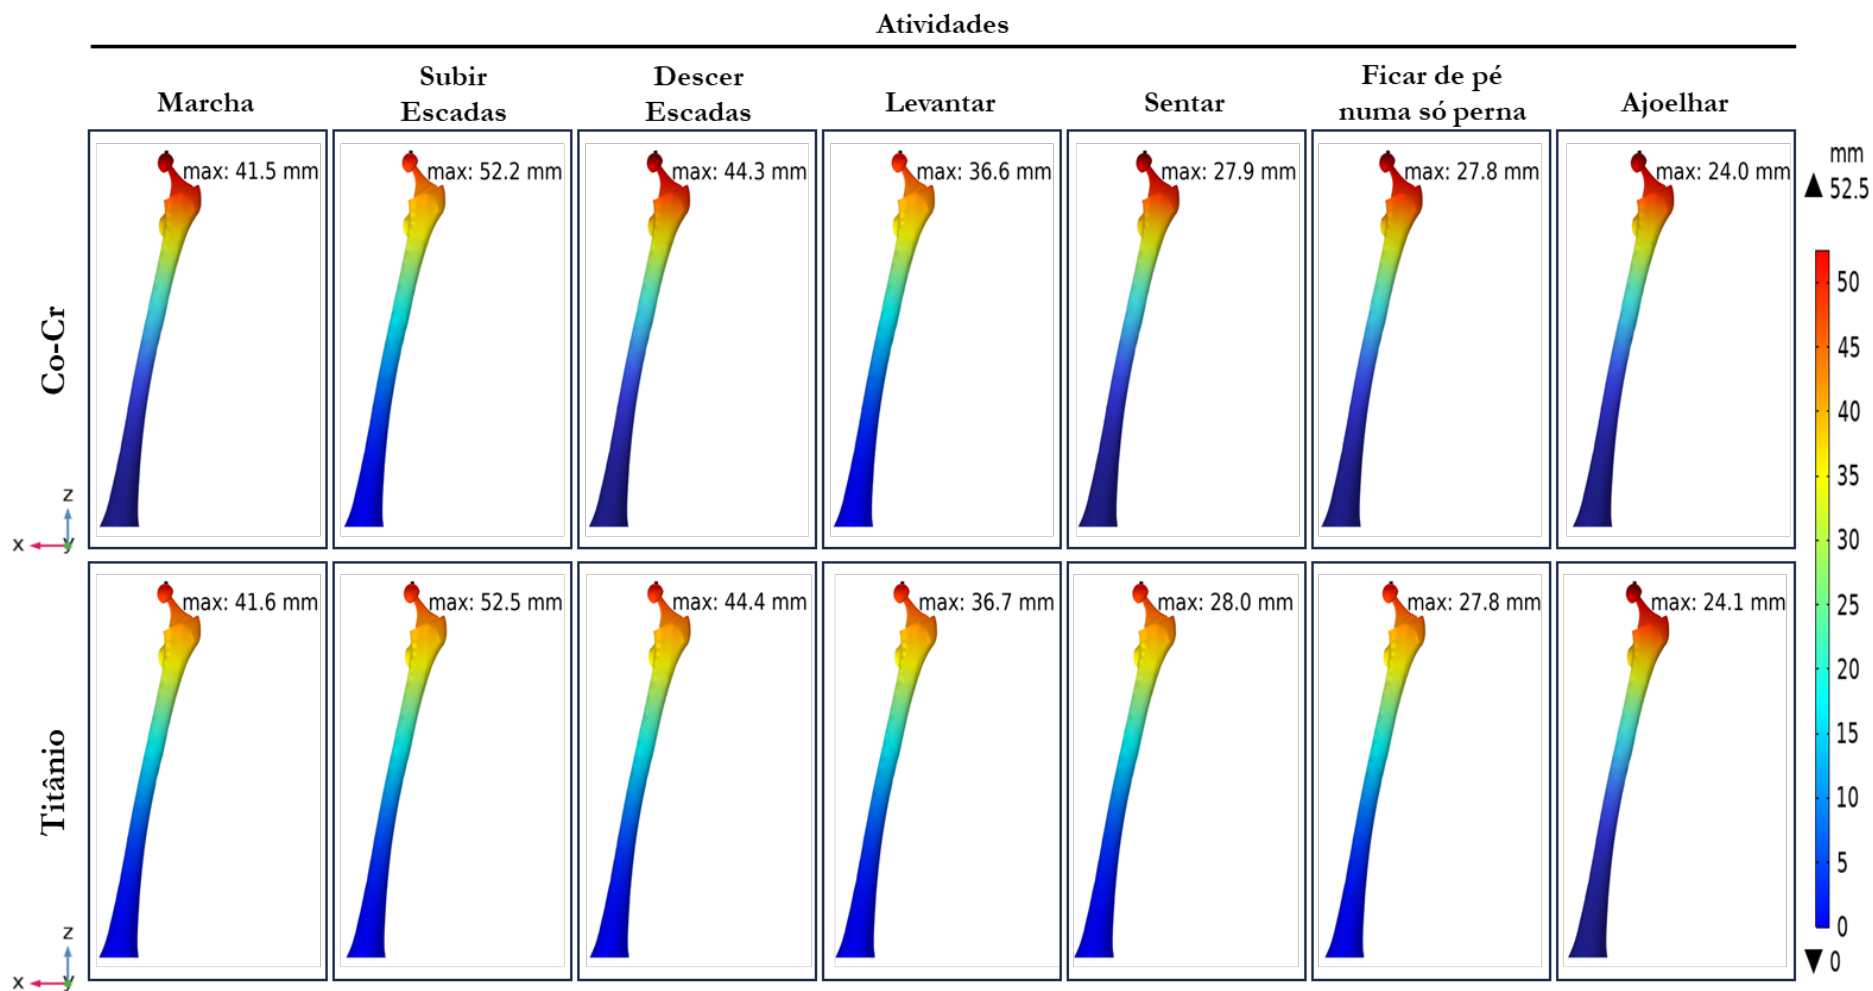 Atividades
Marcha
Subir
Escadas
Descer
Escadas
Levantar
Sentar
Ficar de pé
numa só perna
Ajoelhar
Co-Cr
max: 41.5 mm
max: 52.2 mm
max: 44.3 mm
max: 36.6 mm
max: 27.9 mm
max: 27.8 mm
max: 24.0 mm
z
x
y
Titânio
max: 41.6 mm
max: 52.5 mm
max: 44.4 mm
max: 36.7 mm
max: 28.0 mm
max: 27.8 mm
max: 24.1 mm
z
x
y
mm
▲ 52.5
50
45
40
35
30
25
20
15
10
5
0
▼ 0